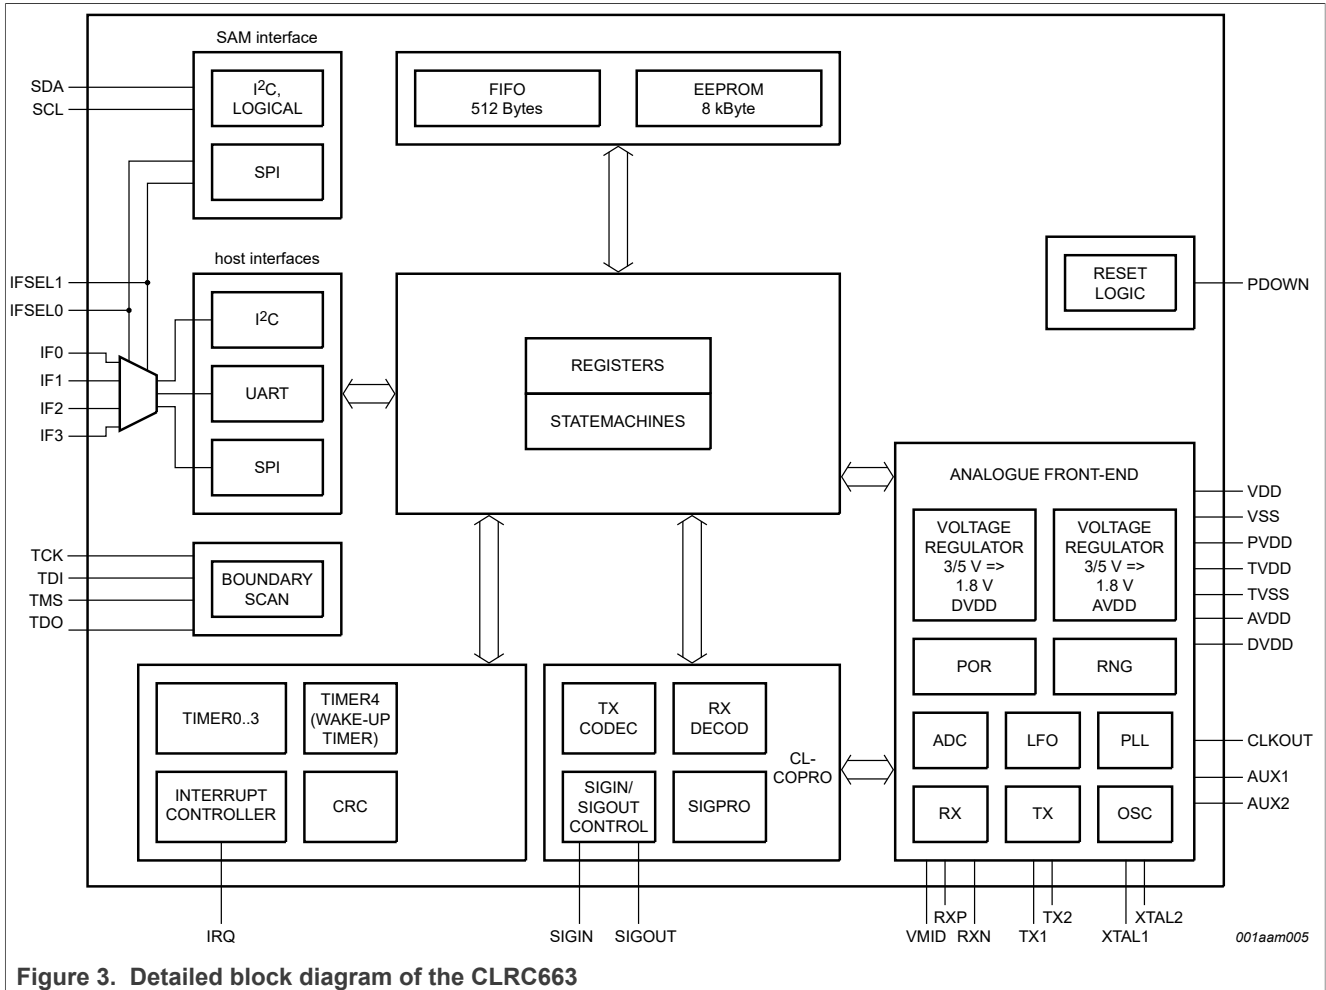 SAM interface
SDA
SCL
I2C,
LOGICAL
SPI
FIFO
512 Bytes
EEPROM
8 kByte
host interfaces
IFSEL1
IFSEL0
IF0
IF1
IF2
IF3
I2C
UART
SPI
REGISTERS
STATEMACHINES
RESET
LOGIC
PDOWN
TCK
TDI
TMS
TDO
BOUNDARY
SCAN
ANALOGUE FRONT-END
VOLTAGE
REGULATOR
3/5 V =>
1.8 V
DVDD
VOLTAGE
REGULATOR
3/5 V =>
1.8 V
AVDD
POR
RNG
ADC
LFO
PLL
RX
TX
OSC
VDD
VSS
PVDD
TVDD
TVSS
AVDD
DVDD
CLKOUT
AUX1
AUX2
TIMER0..3
TIMER4
(WAKE-UP
TIMER)
INTERRUPT
CONTROLLER
CRC
TX
CODEC
RX
DECOD
CL-
COPRO
SIGIN/
SIGOUT
CONTROL
SIGPRO
IRQ
SIGIN
SIGOUT
VMID
RXP
RXN
TX1
TX2
XTAL1
XTAL2
001aam005
Figure 3. Detailed block diagram of the CLRC663